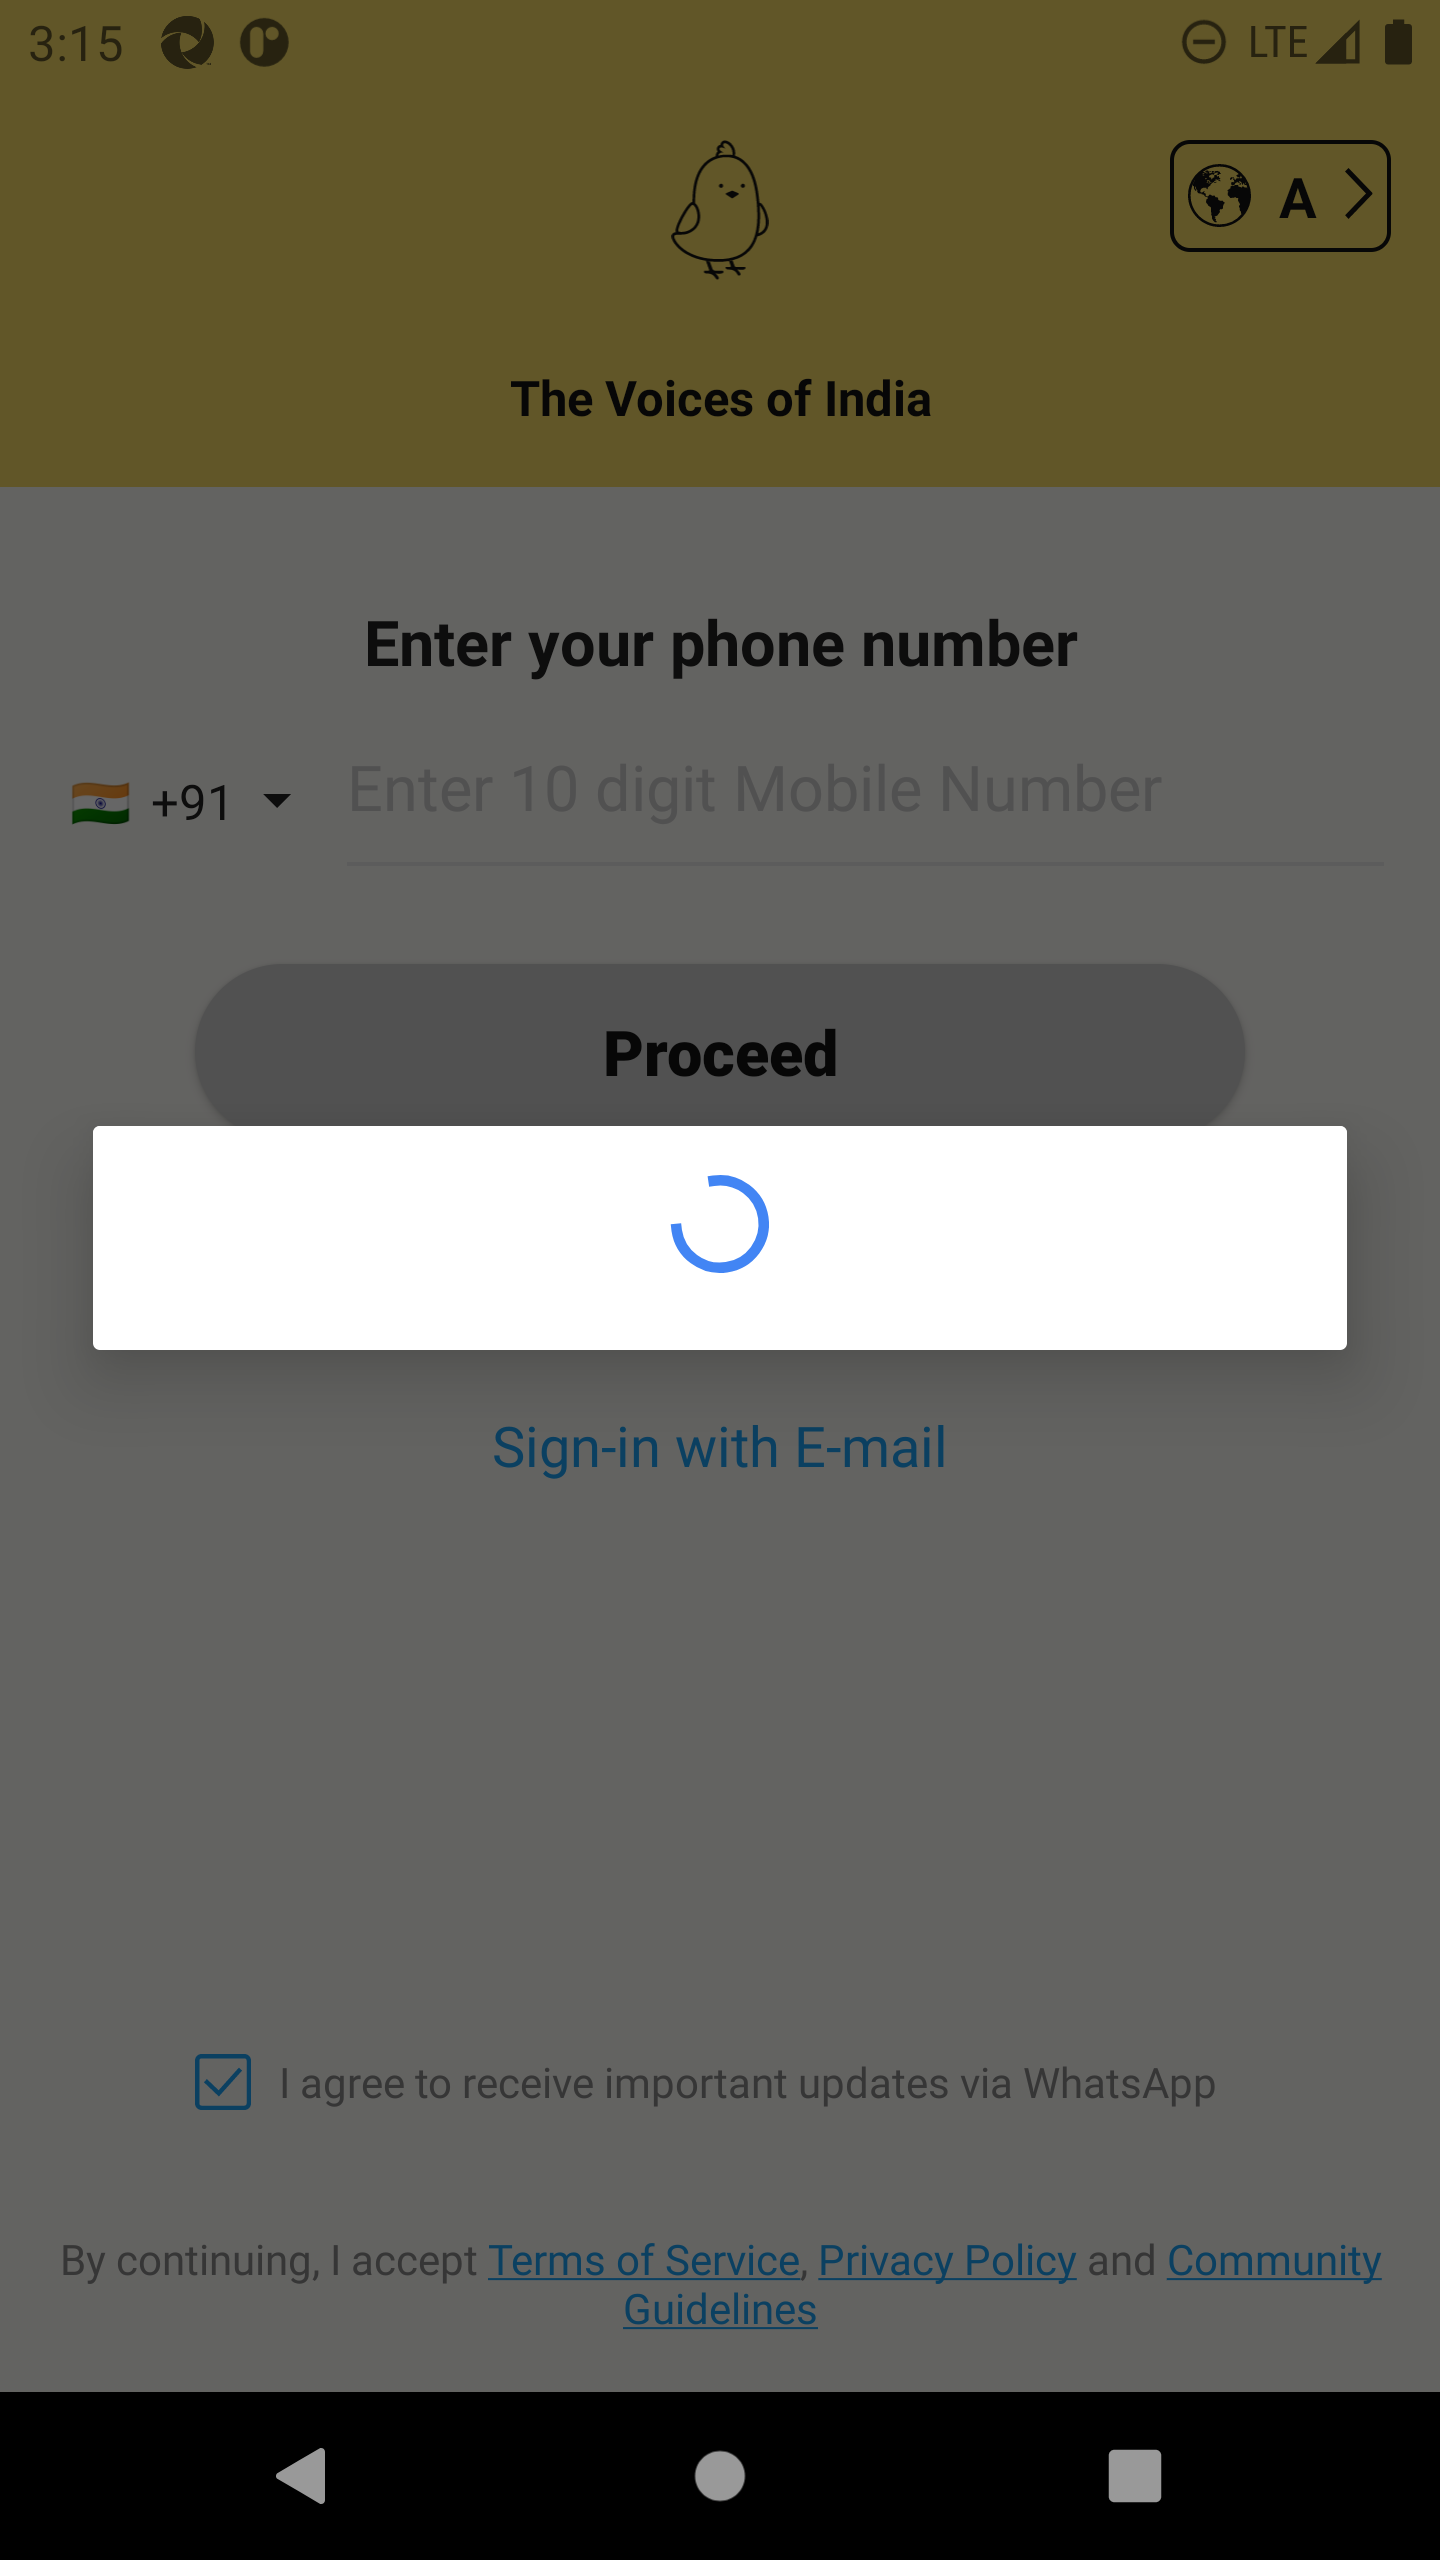 3:15
LTE
A
The Voices of India
Enter your phone number
+91
Enter 10 digit Mobile Number
Proceed
Sign-in with E-mail
I agree to receive important updates via WhatsApp
By continuing, I accept Terms of Service, Privacy Policy and Community
Guidelines